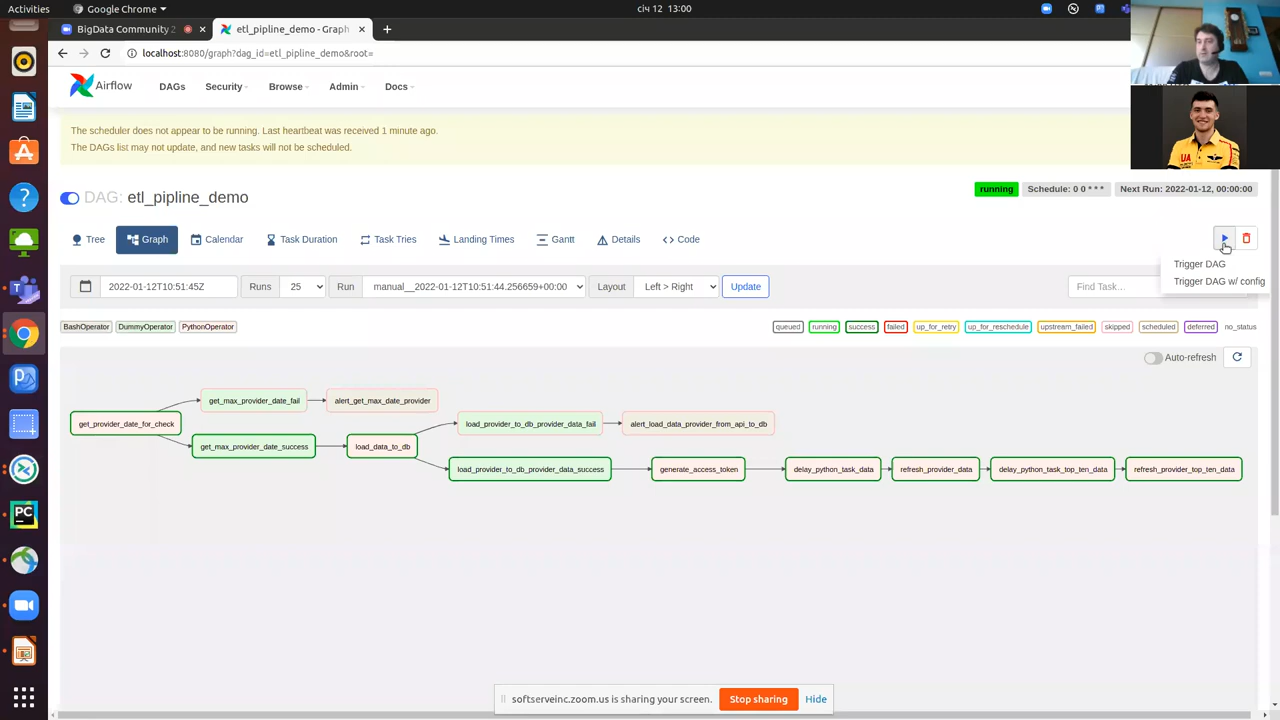 Activities
Google Chrome
січ 12 13:00
BigData Community 2
etl_pipline_demo - Graph
localhost:8080/graph?dag_id=etl_pipline_demo&root=
Airflow
DAGs
Security
Browse
Admin
Docs
The scheduler does not appear to be running. Last heartbeat was received 1 minute ago.
The DAGs list may not update, and new tasks will not be scheduled.
DAG: etl_pipline_demo
running
Schedule: 0 0 * * *
Next Run: 2022-01-12, 00:00:00
Tree
Graph
Calendar
Task Duration
Task Tries
Landing Times
Gantt
Details
Code
Trigger DAG
Trigger DAG w/ config
2022-01-12T10:51:45Z
Runs
25
Run
manual__2022-01-12T10:51:44.256659+00:00
Layout
Left > Right
Update
Find Task…
BashOperator
DummyOperator
PythonOperator
queued
running
success
failed
up_for_retry
up_for_reschedule
upstream_failed
skipped
scheduled
deferred
no_status
Auto-refresh
get_max_provider_date_fail
alert_get_max_date_provider
get_provider_date_for_check
load_provider_to_db_provider_data_fail
alert_load_data_provider_from_api_to_db
get_max_provider_date_success
load_data_to_db
load_provider_to_db_provider_data_success
generate_access_token
delay_python_task_data
refresh_provider_data
delay_python_task_top_ten_data
refresh_provider_top_ten_data
softserveinc.zoom.us is sharing your screen.
Stop sharing
Hide
UA
PC